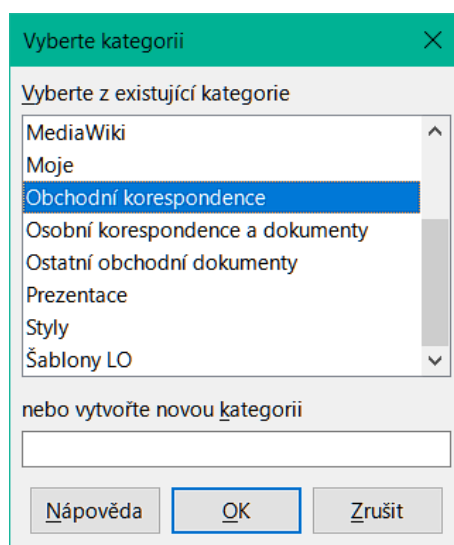 Vyberte kategorii
Vyberte z existující kategorie
MediaWiki
Moje
Obchodní korespondence
Osobní korespondence a dokumenty
Ostatní obchodní dokumenty
Prezentace
Styly
Šablony LO
nebo vytvořte novou kategorii
Nápověda OK Zrušit